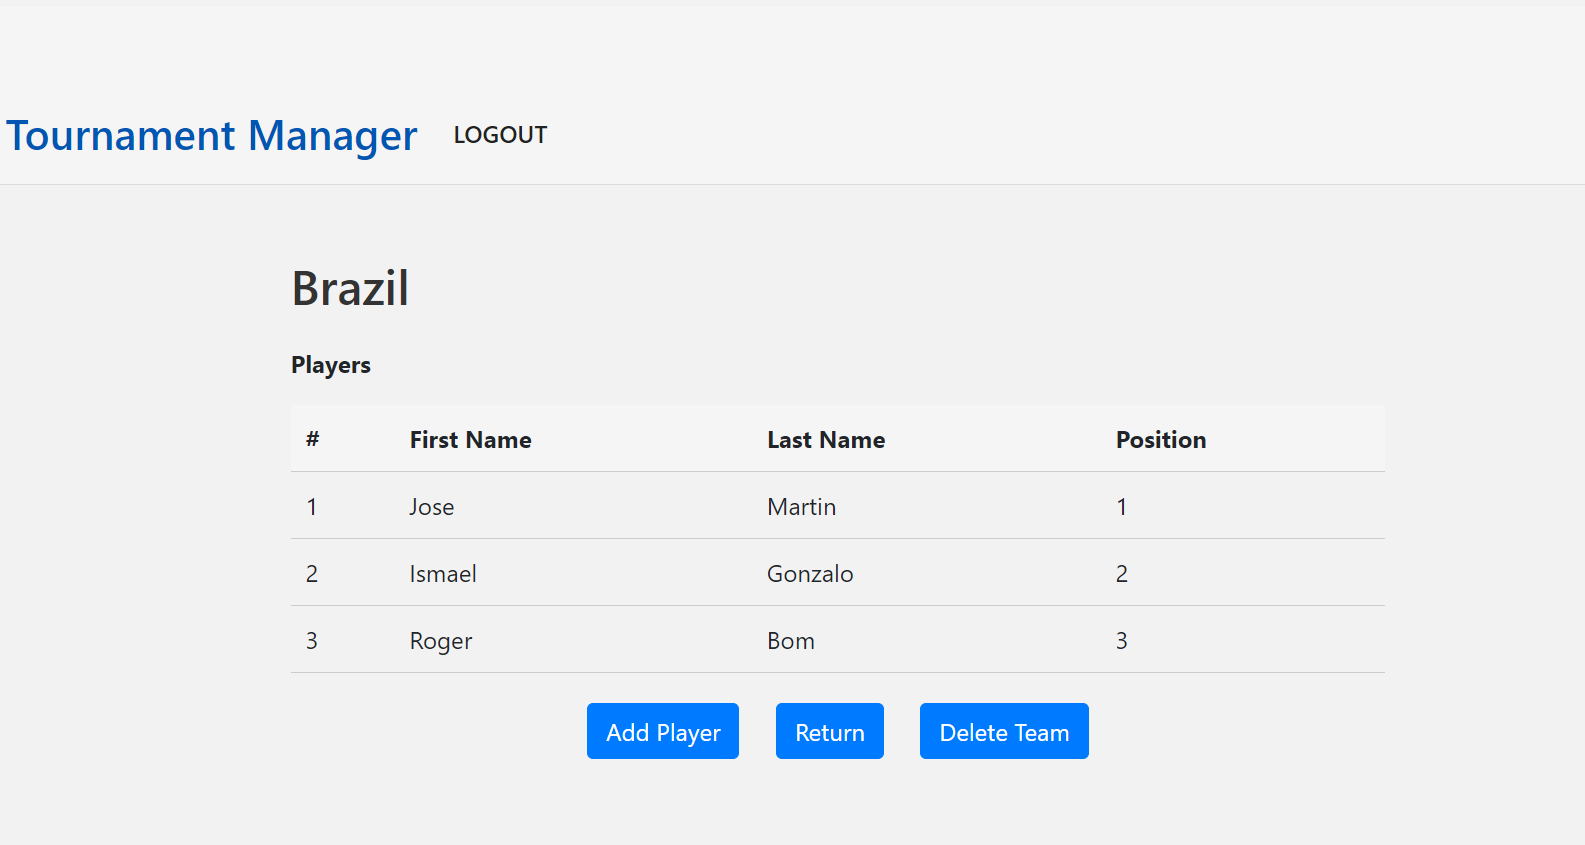 Tournament Manager LOGOUT
Brazil
Players
# First Name Last Name Position
1 Jose Martin 1
2 Ismael Gonzalo 2
3 Roger Bom 3
Add Player Return Delete Team